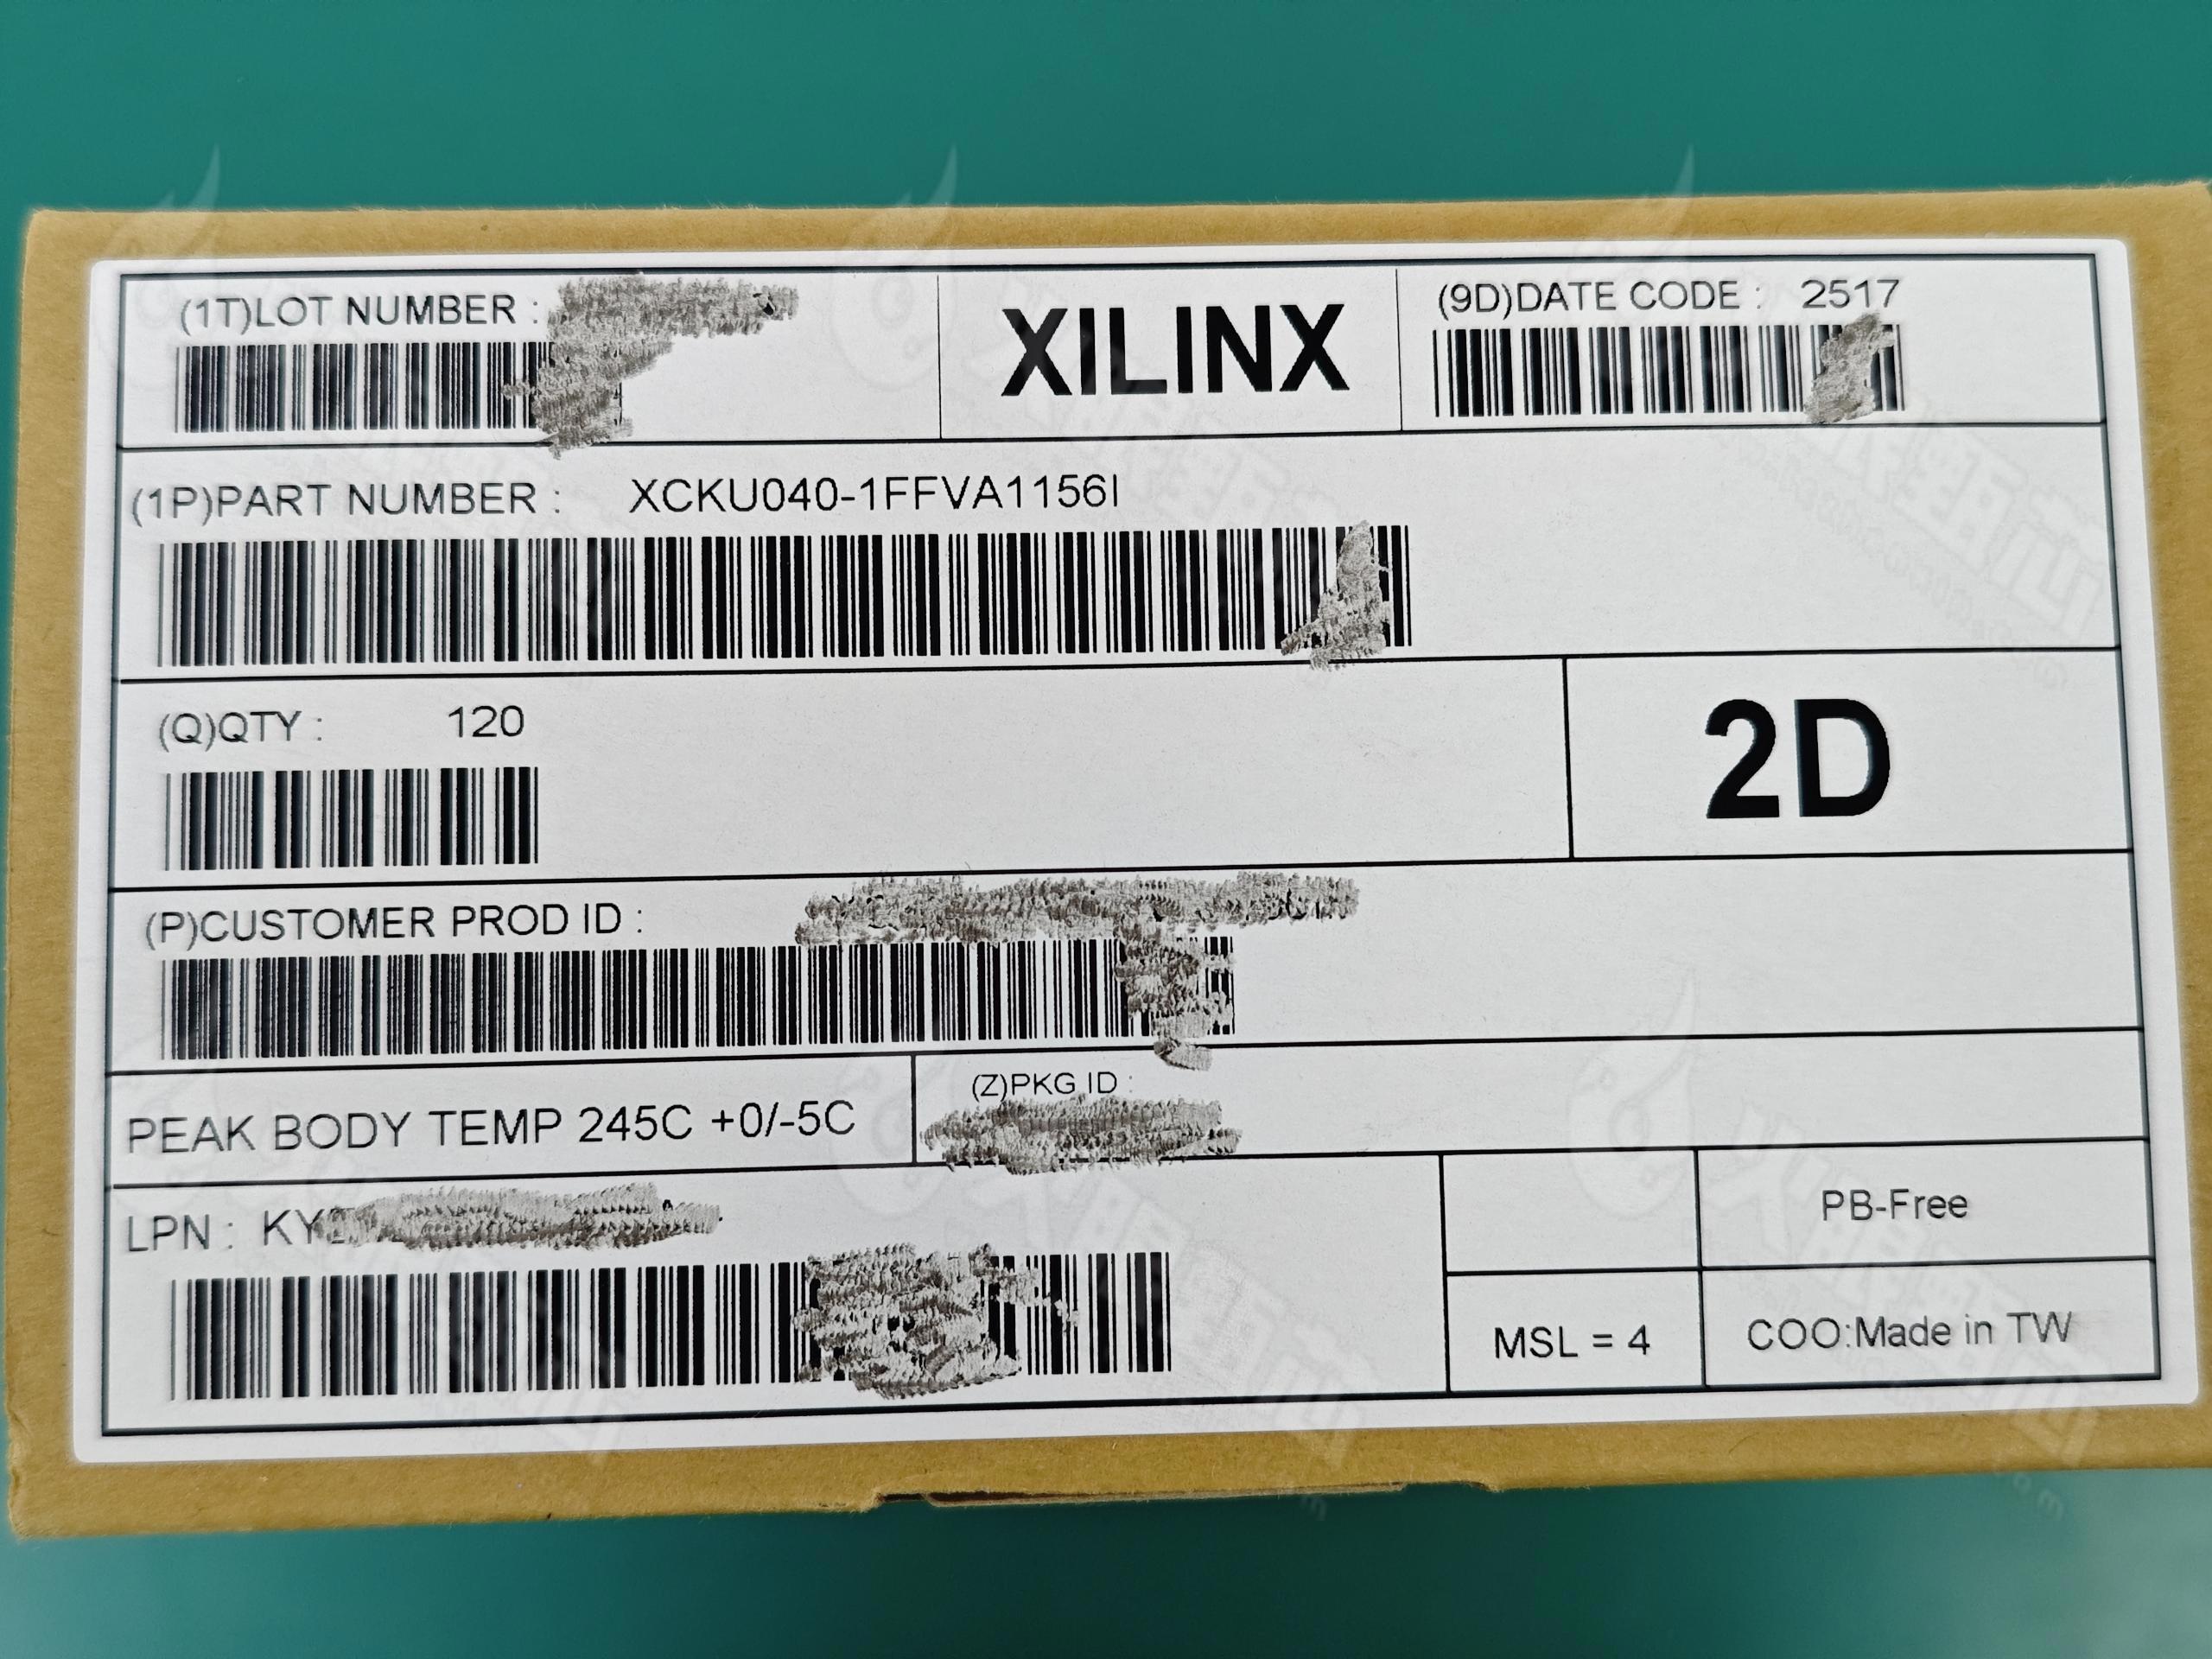 (1T)LOT NUMBER :
XILINX
(9D)DATE CODE : 2517
(1P)PART NUMBER : XCKU040-1FFVA1156I
(Q)QTY : 120
2D
(P)CUSTOMER PROD ID :
PEAK BODY TEMP 245C +0/-5C
(Z)PKG ID :
LPN : KY
PB-Free
MSL = 4
COO:Made in TW